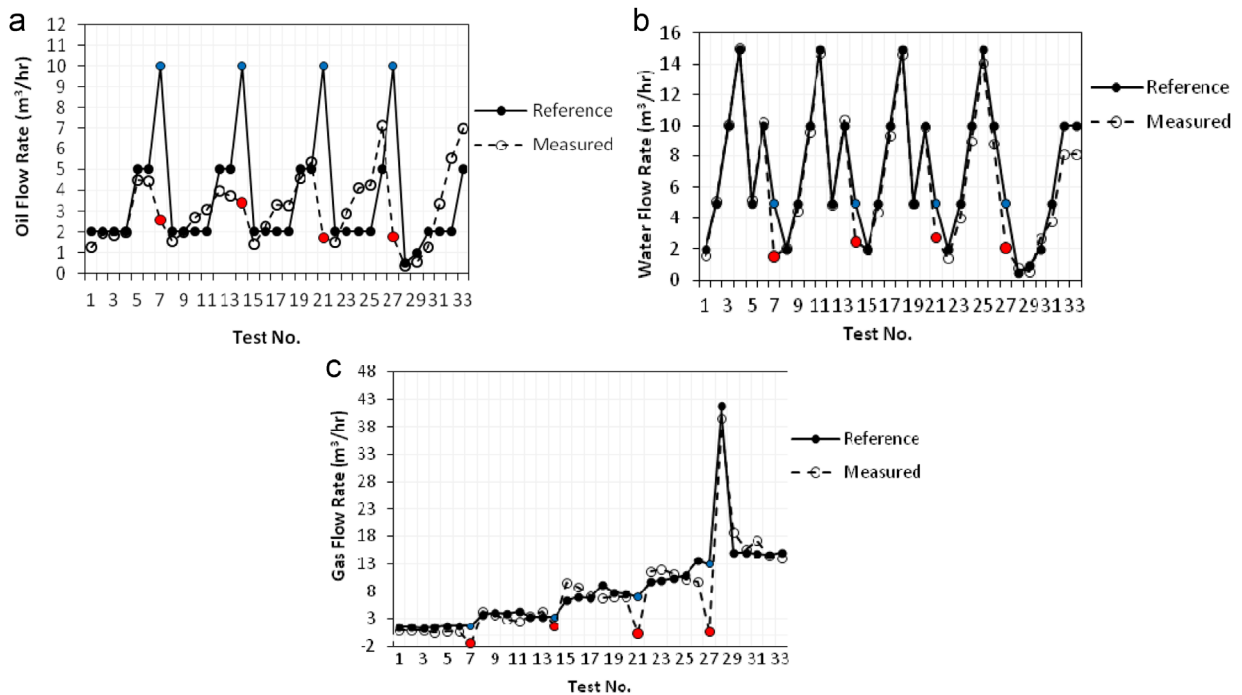 a
12
11
10
9
8
7
6
5
4
3
2
1
0
Oil Flow Rate (m³/hr)
1 3 5 7 9 11 13 15 17 19 21 23 25 27 29 31 33
Test No.
Reference
Measured
b
16
14
12
10
8
6
4
2
0
Water Flow Rate (m³/hr)
1 3 5 7 9 11 13 15 17 19 21 23 25 27 29 31 33
Test No.
Reference
Measured
c
48
43
38
33
28
23
18
13
8
3
-2
Gas Flow Rate (m³/hr)
1 3 5 7 9 11 13 15 17 19 21 23 25 27 29 31 33
Test No.
Reference
Measured